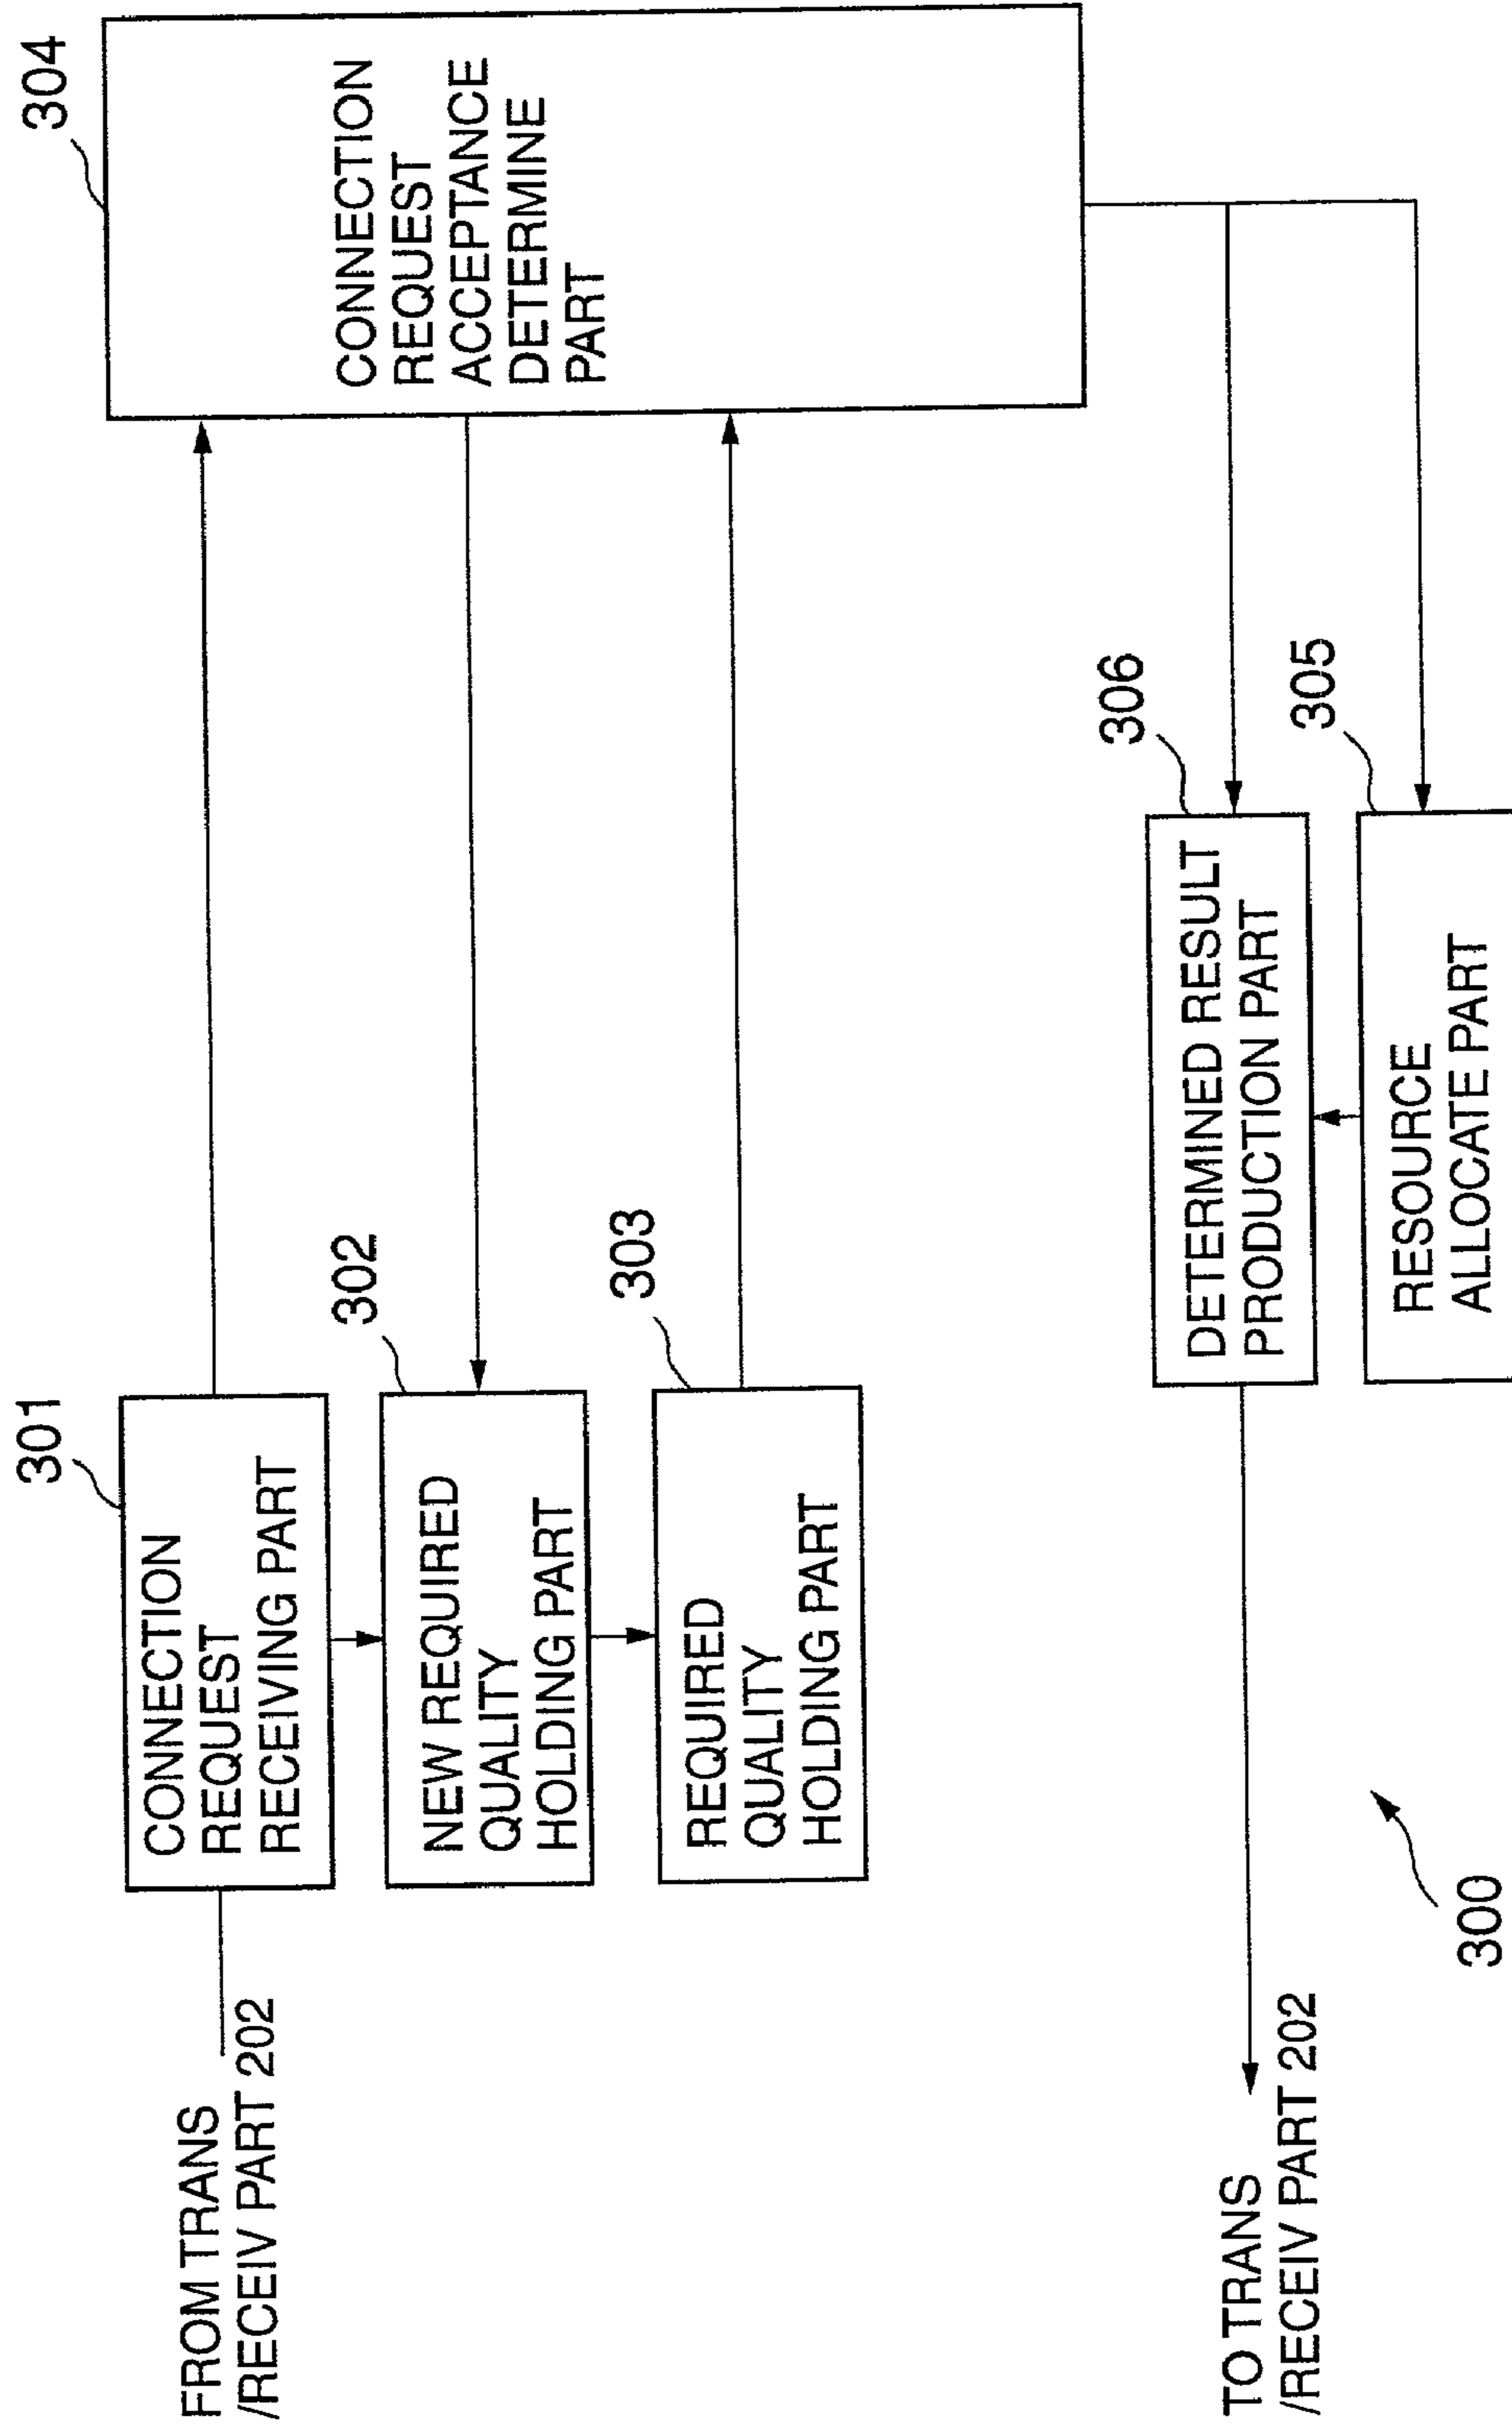 304
CONNECTION
REQUEST
ACCEPTANCE
DETERMINE
PART
301
CONNECTION
REQUEST
RECEIVING PART
FROM TRANS
/RECEIV PART 202
302
NEW REQUIRED
QUALITY
HOLDING PART
303
REQUIRED
QUALITY
HOLDING PART
306
DETERMINED RESULT
PRODUCTION PART
TO TRANS
/RECEIV PART 202
305
RESOURCE
ALLOCATE PART
300